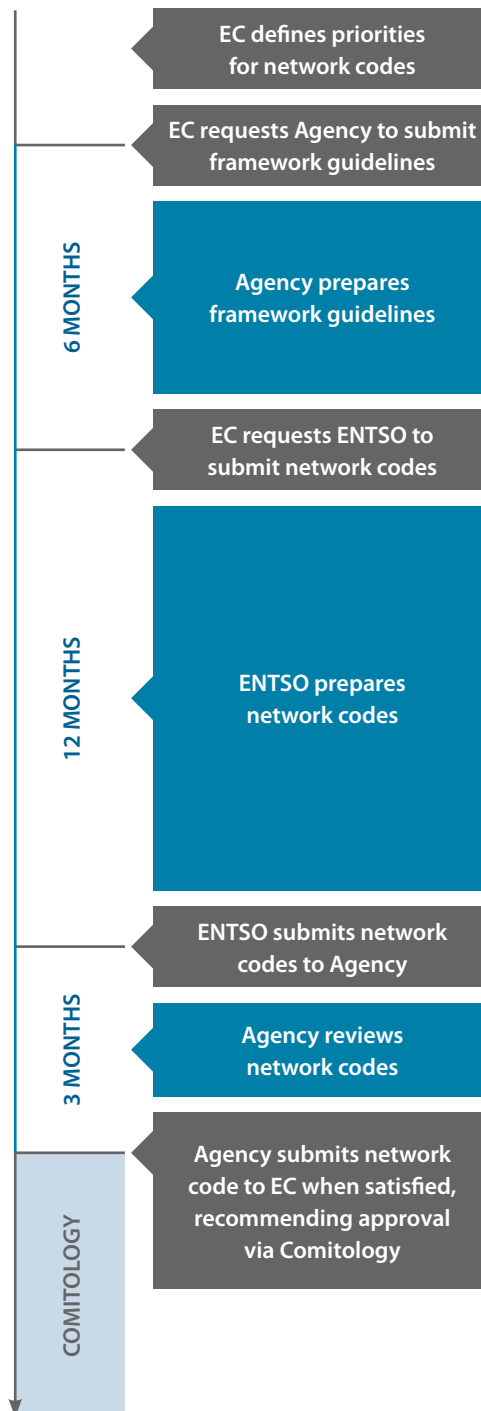 EC defines priorities
for network codes
EC requests Agency to submit
framework guidelines
6 MONTHS
Agency prepares
framework guidelines
EC requests ENTSO to
submit network codes
12 MONTHS
ENTSO prepares
network codes
ENTSO submits network
codes to Agency
3 MONTHS
Agency reviews
network codes
Agency submits network
code to EC when satisfied,
recommending approval
via Comitology
COMITOLOGY